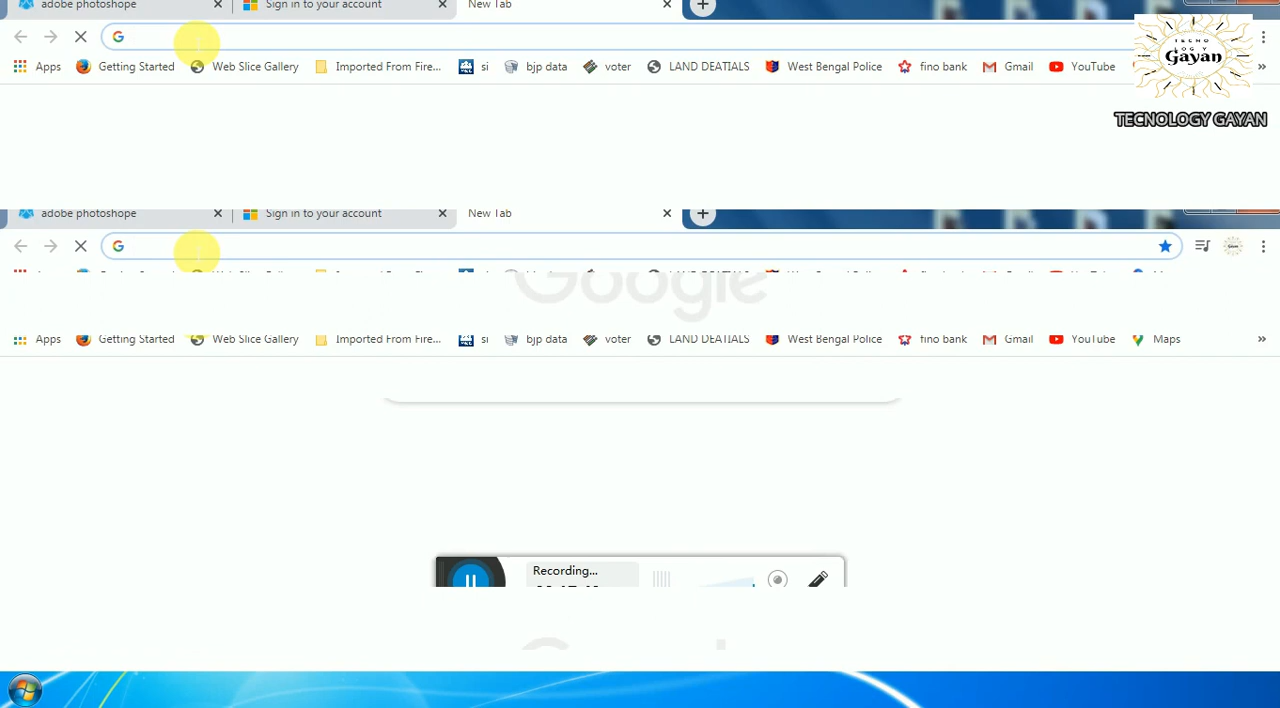 adobe photoshope
Sign in to your account
New Tab
Apps
Getting Started
Web Slice Gallery
Imported From Fire...
bjp data
voter
LAND DEATIALS
West Bengal Police
fino bank
Gmail
YouTube
»
TECNO
LOGY
Gayan
TECNOLOGY GAYAN
adobe photoshope
Sign in to your account
New Tab
Google
Apps
Getting Started
Web Slice Gallery
Imported From Fire...
si
bjp data
voter
LAND DEATIALS
West Bengal Police
fino bank
Gmail
YouTube
Maps
»
Recording...